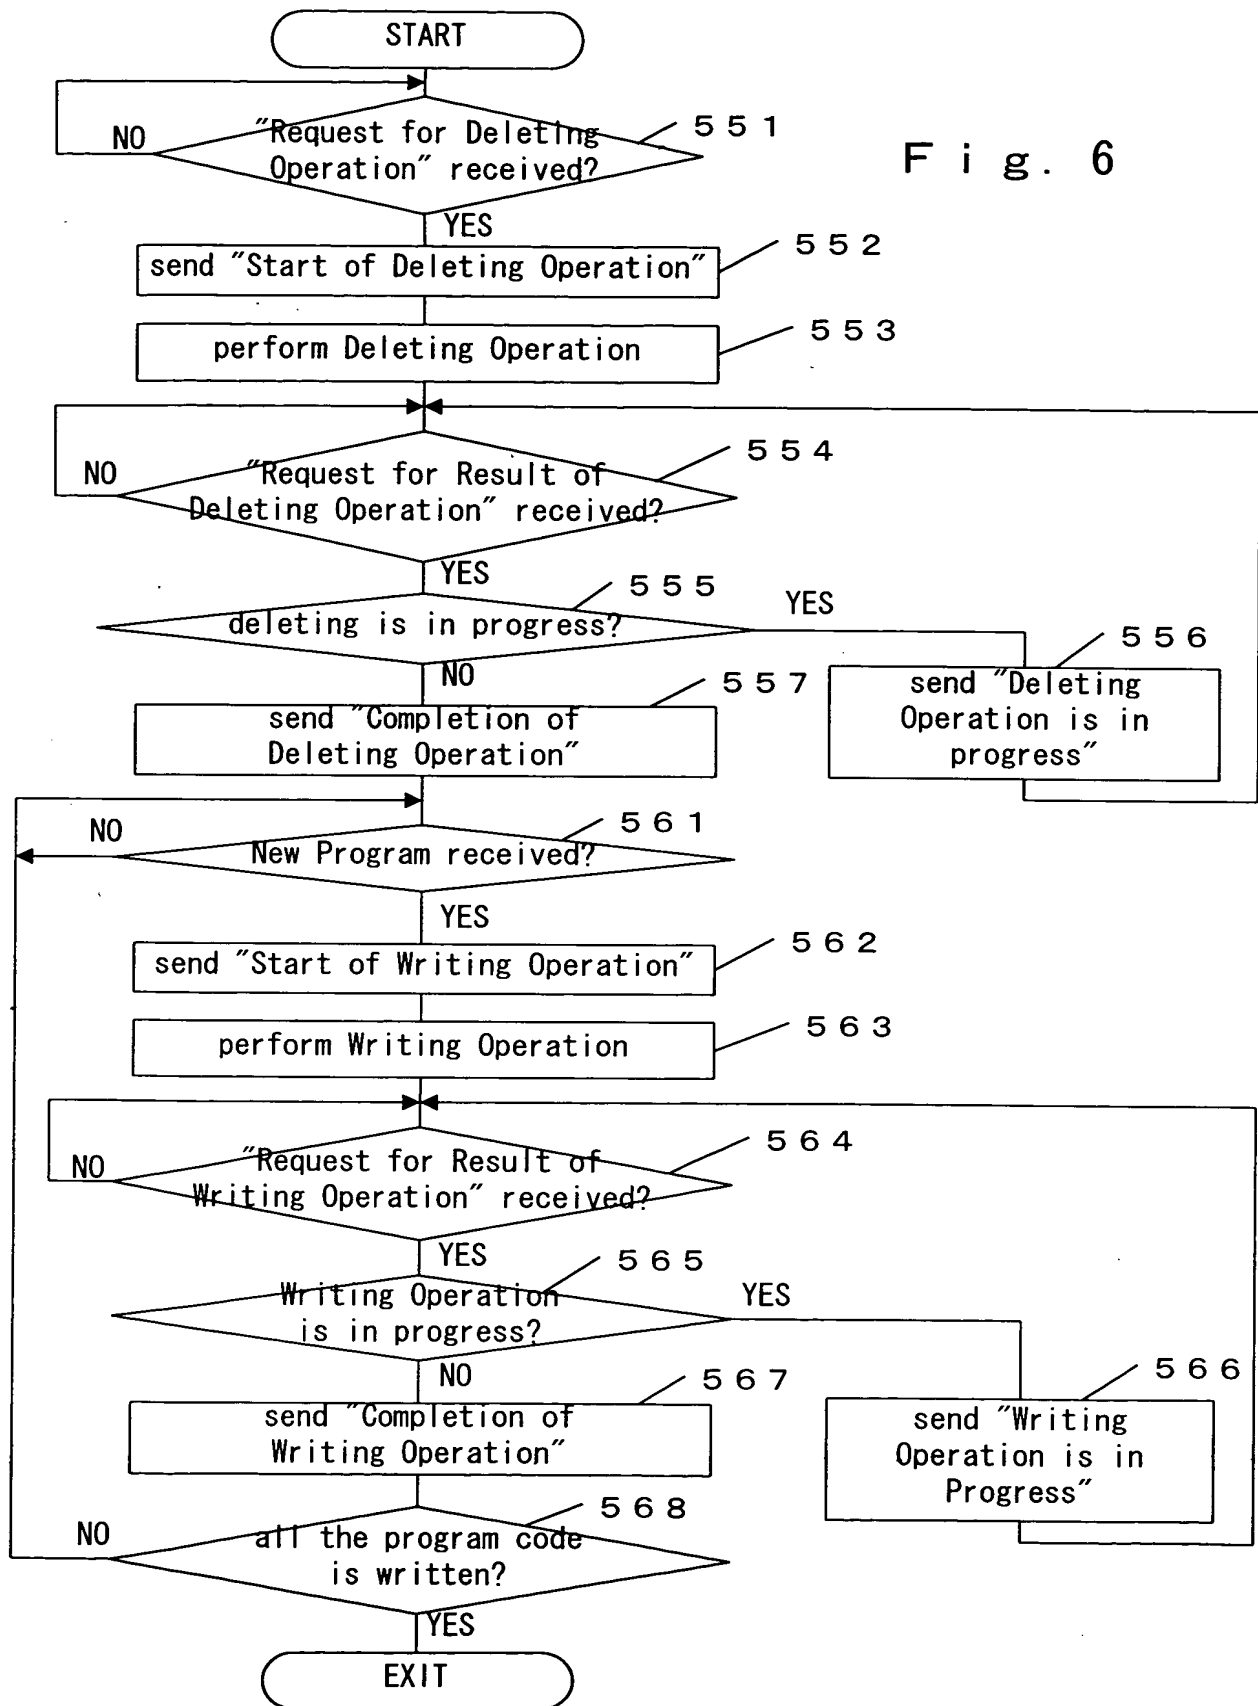 START
NO
"Request for Deleting
Operation" received?
551
Fig. 6
YES
send "Start of Deleting Operation"
552
perform Deleting Operation
553
NO
"Request for Result of
Deleting Operation" received?
554
YES
deleting is in progress?
555
YES
NO
send "Completion of
Deleting Operation"
557
send "Deleting
Operation is in
progress"
556
NO
New Program received?
561
YES
send "Start of Writing Operation"
562
perform Writing Operation
563
NO
"Request for Result of
Writing Operation" received?
564
YES
Writing Operation
is in progress?
565
YES
NO
send "Completion of
Writing Operation"
567
send "Writing
Operation is in
Progress"
566
NO
all the program code
is written?
568
YES
EXIT